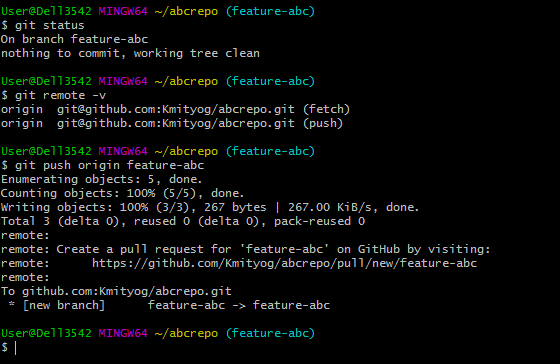 User@Dell3542 MINGW64 ~/abcrepo (feature-abc)
$ git status
On branch feature-abc
nothing to commit, working tree clean
User@Dell3542 MINGW64 ~/abcrepo (feature-abc)
$ git remote -v
origin  git@github.com:Kmityog/abcrepo.git (fetch)
origin  git@github.com:Kmityog/abcrepo.git (push)
User@Dell3542 MINGW64 ~/abcrepo (feature-abc)
$ git push origin feature-abc
Enumerating objects: 5, done.
Counting objects: 100% (5/5), done.
Writing objects: 100% (3/3), 267 bytes | 267.00 KiB/s, done.
Total 3 (delta 0), reused 0 (delta 0), pack-reused 0
remote:
remote: Create a pull request for 'feature-abc' on GitHub by visiting:
remote:      https://github.com/Kmityog/abcrepo/pull/new/feature-abc
remote:
To github.com:Kmityog/abcrepo.git
 * [new branch]      feature-abc -> feature-abc
User@Dell3542 MINGW64 ~/abcrepo (feature-abc)
$